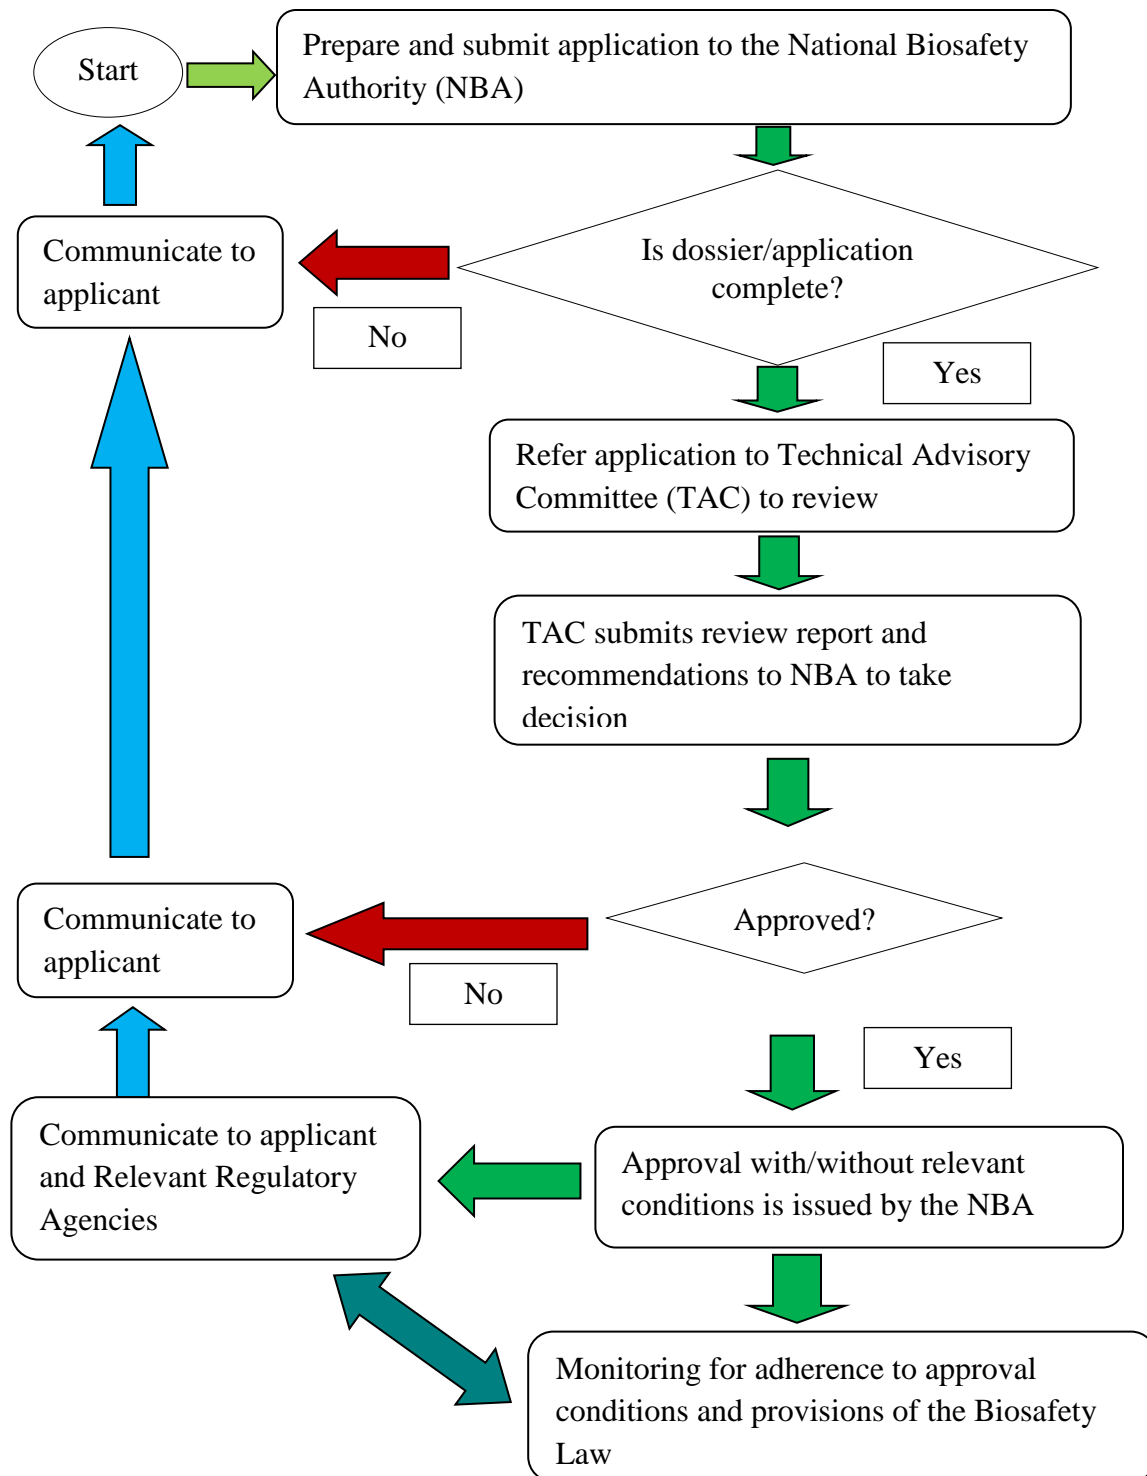 Start
Prepare and submit application to the National Biosafety
Authority (NBA)
Communicate to
applicant
Is dossier/application
complete?
No
Yes
Refer application to Technical Advisory
Committee (TAC) to review
TAC submits review report and
recommendations to NBA to take
decision
Communicate to
applicant
Approved?
No
Yes
Communicate to applicant
and Relevant Regulatory
Agencies
Approval with/without relevant
conditions is issued by the NBA
Monitoring for adherence to approval
conditions and provisions of the Biosafety
Law